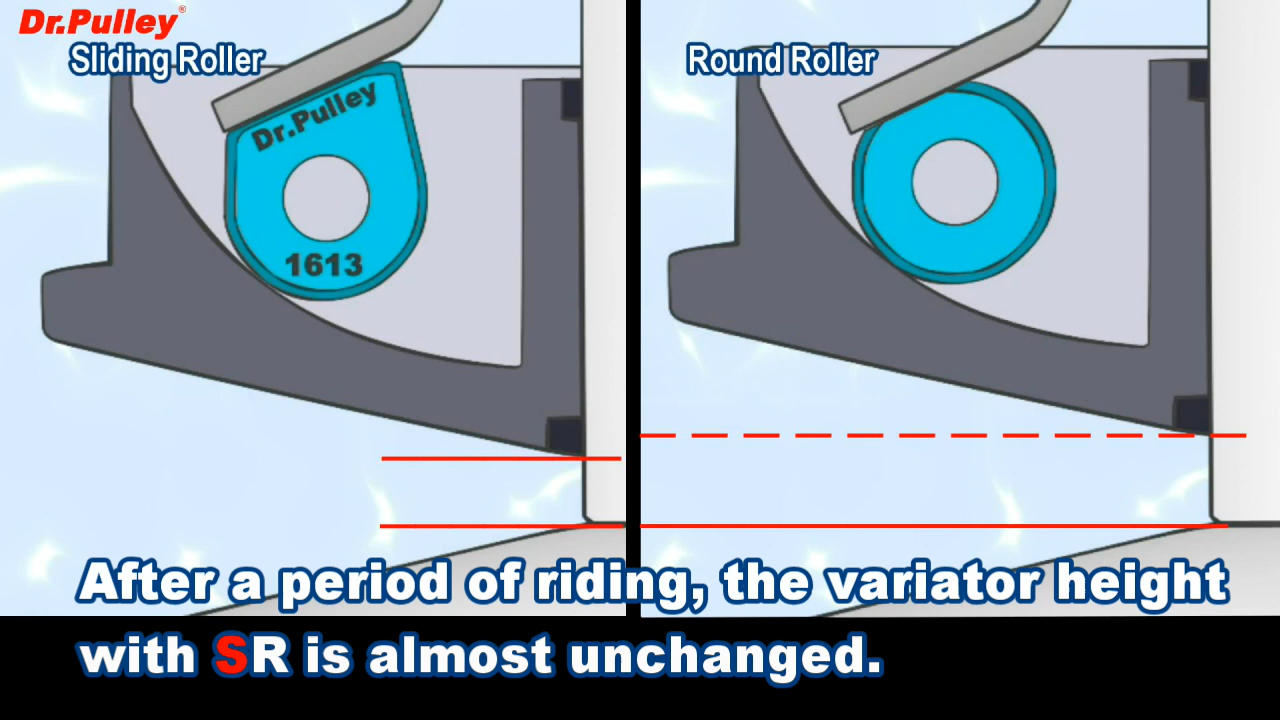 Dr.Pulley®
Sliding Roller
Round Roller
Dr.Pulley
1613
After a period of riding, the variator height
with SR is almost unchanged.